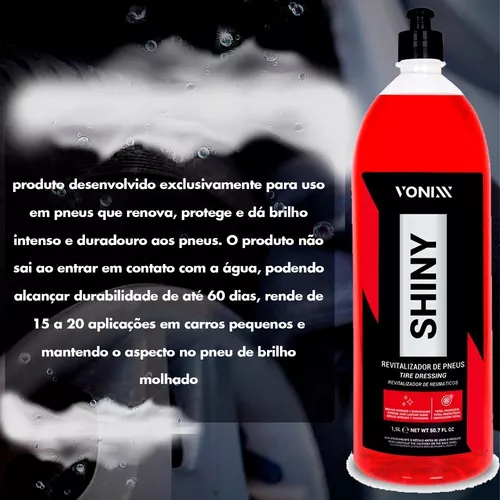 produto desenvolvido exclusivamente para uso
em pneus que renova, protege e dá brilho
intenso e duradouro aos pneus. O produto não
sai ao entrar em contato com a água, podendo
alcançar durabilidade de até 60 dias, rende de
15 a 20 aplicações em carros pequenos e
mantendo o aspecto no pneu de brilho
molhado
VONIXX
SHINY
REVITALIZADOR DE PNEUS
TIRE DRESSING
REVITALIZADOR DE NEUMÁTICOS
1,5L e NET WT 50.7 FL OZ